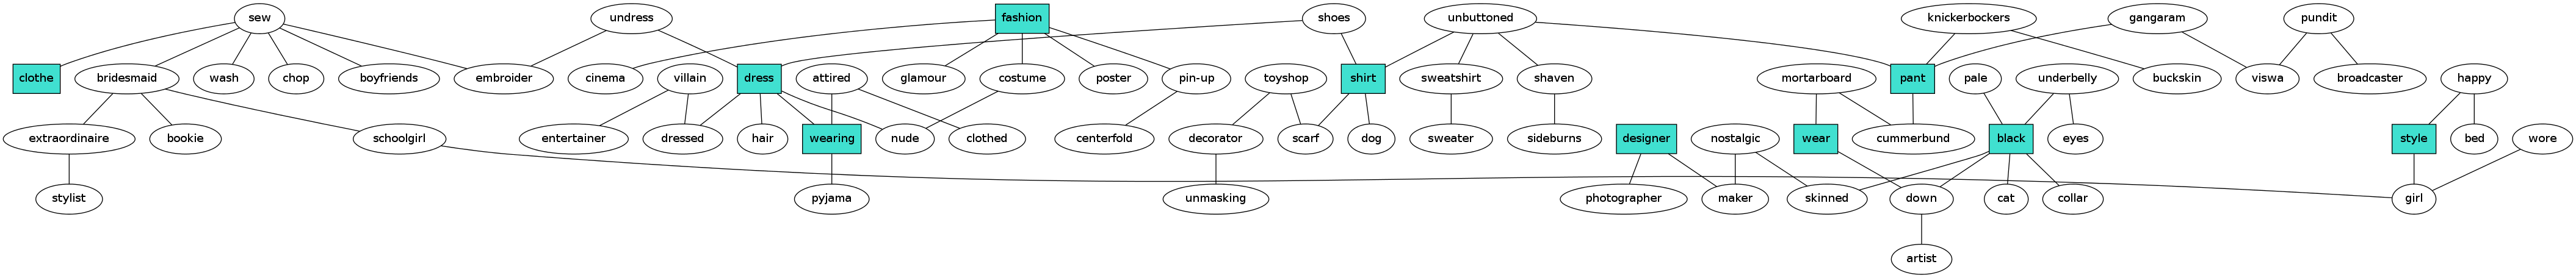 sew
undress
fashion
shoes
unbuttoned
knickerbockers
gangaram
pundit
clothe
bridesmaid
wash
chop
boyfriends
embroider
cinema
villain
dress
attired
glamour
costume
poster
pin-up
toyshop
shirt
sweatshirt
shaven
mortarboard
pant
pale
underbelly
buckskin
viswa
broadcaster
happy
extraordinaire
bookie
schoolgirl
entertainer
dressed
hair
wearing
nude
clothed
centerfold
decorator
scarf
dog
sweater
sideburns
designer
nostalgic
wear
cummerbund
black
eyes
style
bed
wore
stylist
pyjama
unmasking
photographer
maker
skinned
down
cat
collar
girl
artist